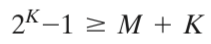 2^K−1 ≥ M + K